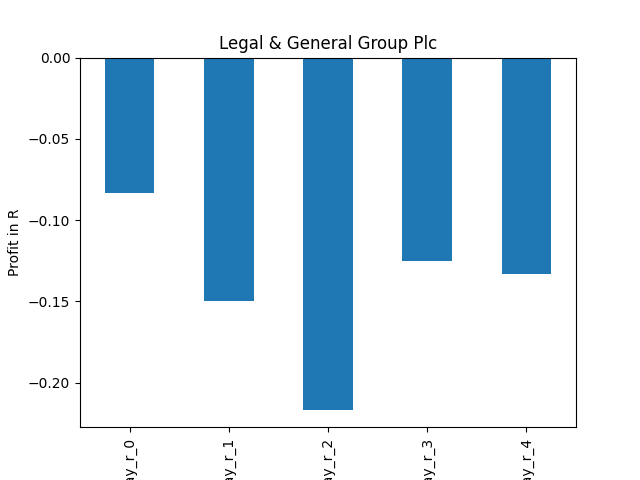 Legal & General Group Plc
Profit in R
0.00
−0.05
−0.10
−0.15
−0.20
ay_r_0
ay_r_1
ay_r_2
ay_r_3
ay_r_4